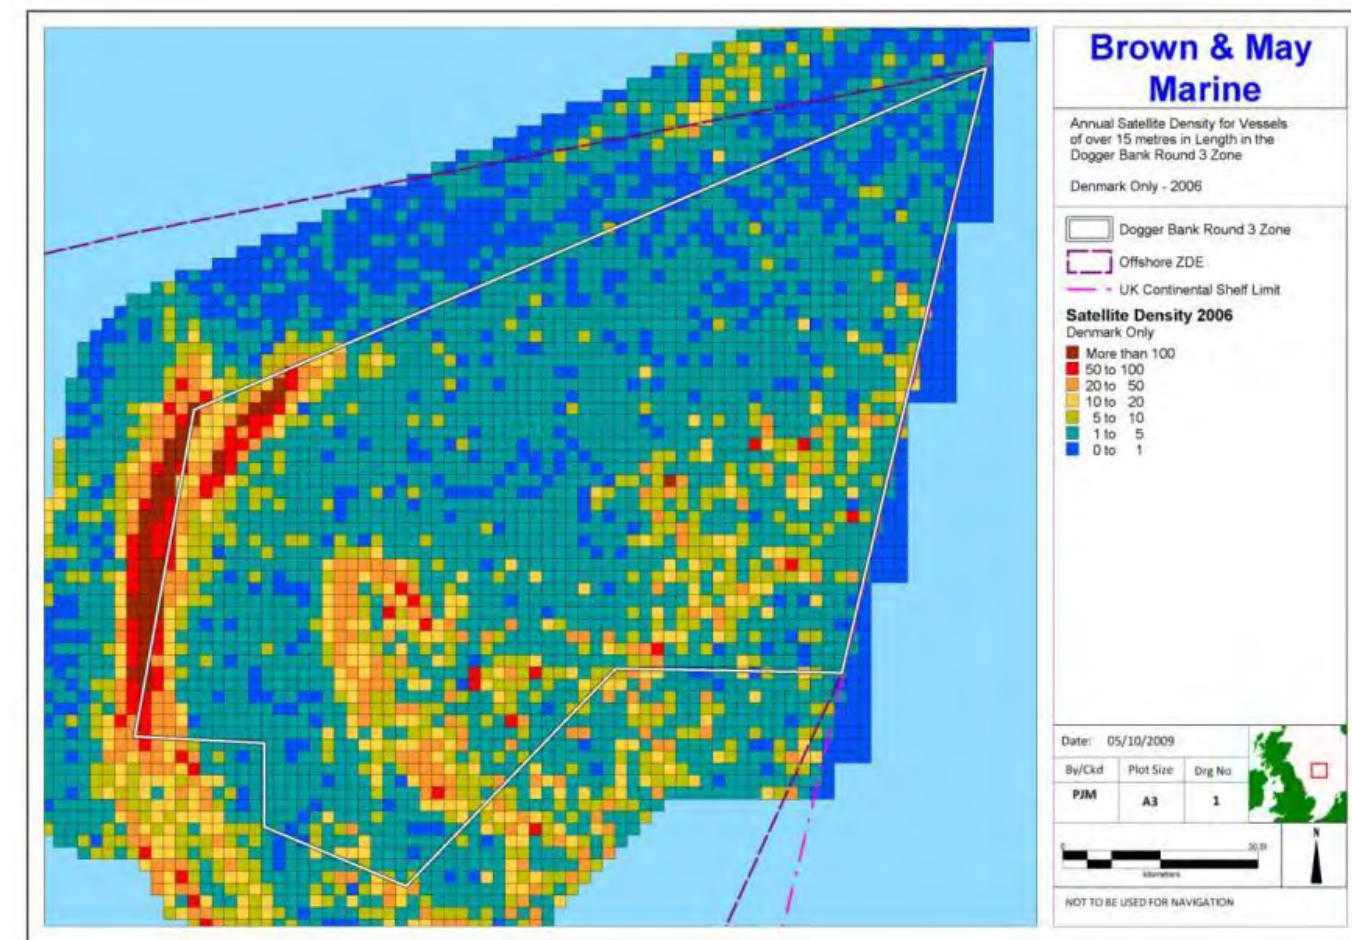 Brown & May
Marine
Annual Satellite Density for Vessels
of over 15 metres in Length in the
Dogger Bank Round 3 Zone
Denmark Only - 2006
Dogger Bank Round 3 Zone
Offshore ZDE
UK Continental Shelf Limit
Satellite Density 2006
Denmark Only
More than 100
50 to 100
20 to 50
10 to 20
5 to 10
1 to 5
0 to 1
Date: 05/10/2009
By/Ckd Plot Size Drg No
PJM A3 1
N
0
kilometers
NOT TO BE USED FOR NAVIGATION